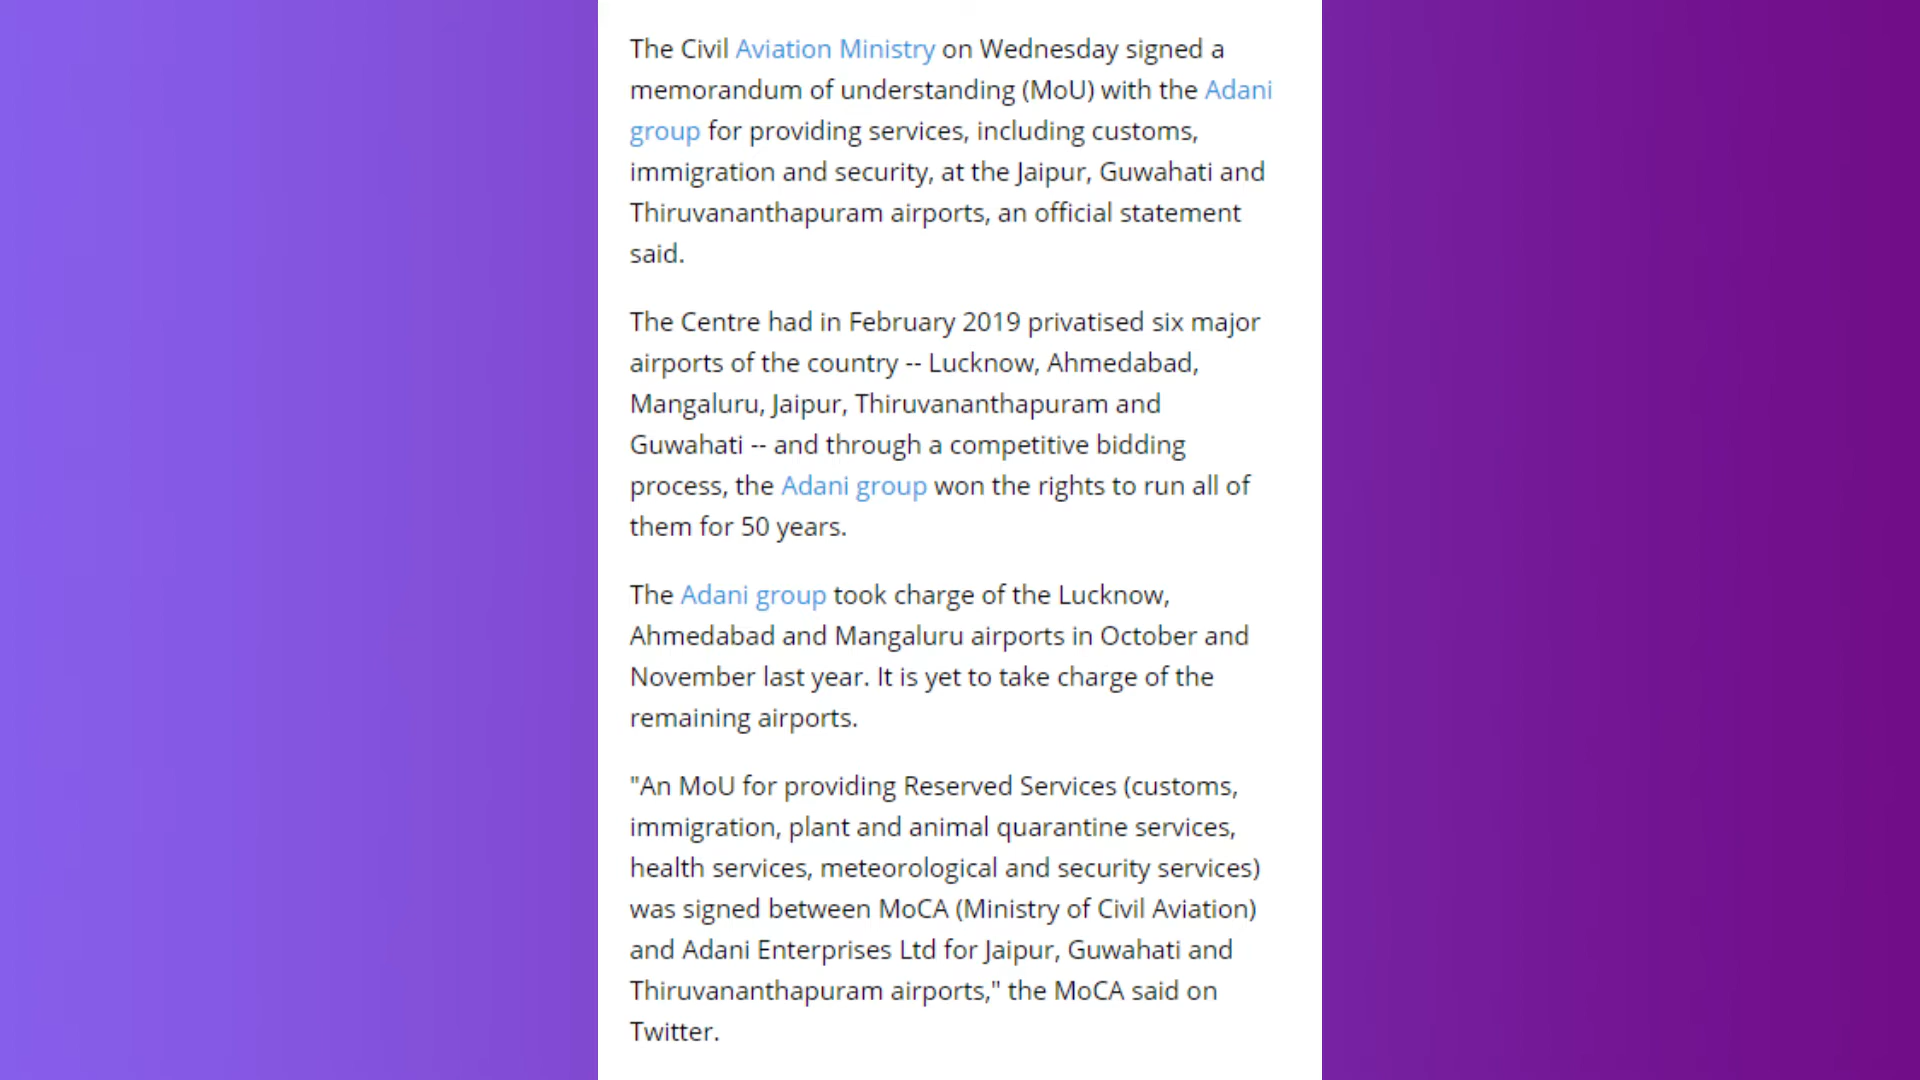 The Civil Aviation Ministry on Wednesday signed a
memorandum of understanding (MoU) with the Adani
group for providing services, including customs,
immigration and security, at the Jaipur, Guwahati and
Thiruvananthapuram airports, an official statement
said.
The Centre had in February 2019 privatised six major
airports of the country -- Lucknow, Ahmedabad,
Mangaluru, Jaipur, Thiruvananthapuram and
Guwahati -- and through a competitive bidding
process, the Adani group won the rights to run all of
them for 50 years.
The Adani group took charge of the Lucknow,
Ahmedabad and Mangaluru airports in October and
November last year. It is yet to take charge of the
remaining airports.
"An MoU for providing Reserved Services (customs,
immigration, plant and animal quarantine services,
health services, meteorological and security services)
was signed between MoCA (Ministry of Civil Aviation)
and Adani Enterprises Ltd for Jaipur, Guwahati and
Thiruvananthapuram airports," the MoCA said on
Twitter.